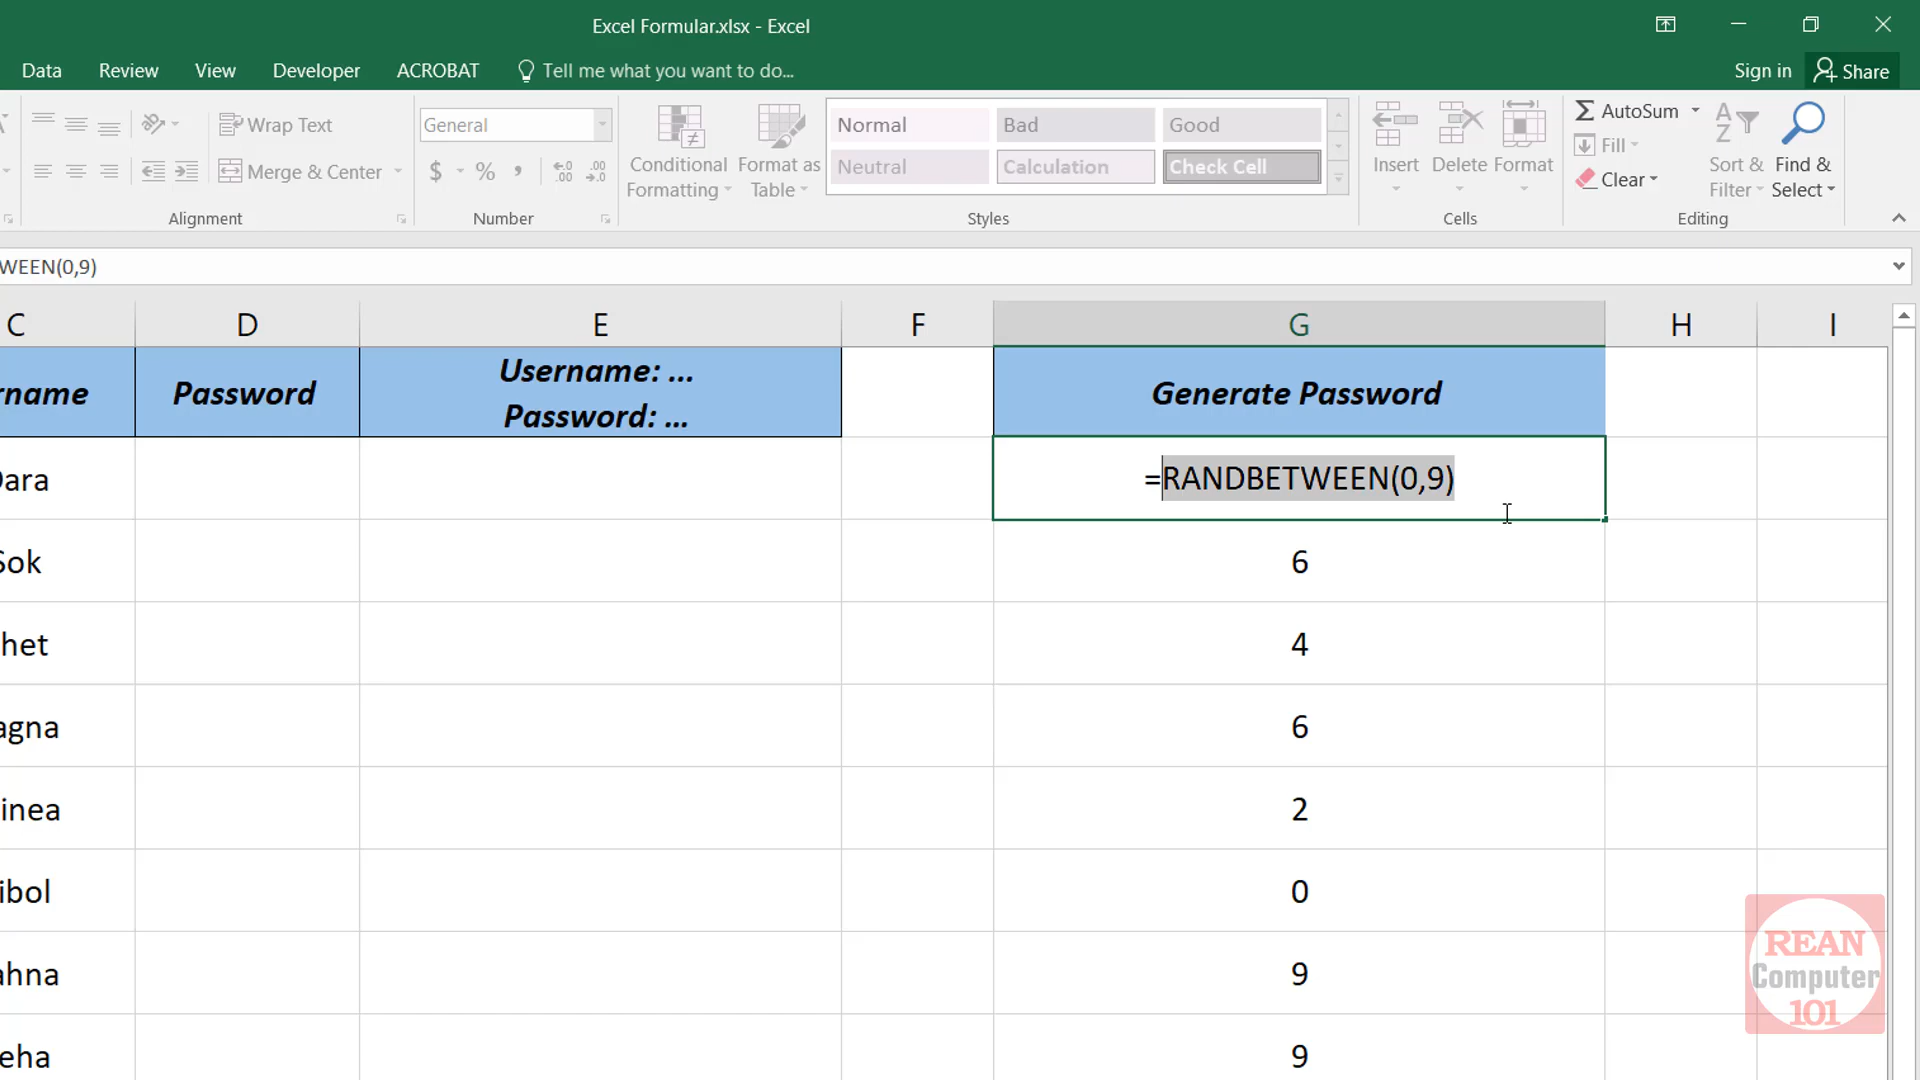 Excel Formular.xlsx - Excel
Data Review View Developer ACROBAT Tell me what you want to do... Sign in Share
Wrap Text
Merge & Center
Alignment
General
$ % ,
Number
Conditional Formatting
Format as Table
Normal Bad Good
Neutral Calculation Check Cell
Styles
Insert Delete Format
Cells
AutoSum
Fill
Clear
Sort & Filter
Find & Select
Editing
WEEN(0,9)
C D E F G H I
rname
Password
Username: ...
Password: ...
Generate Password
Dara =RANDBETWEEN(0,9)
Sok 6
het 4
agna 6
inea 2
ibol 0
ahna 9
eha 9
REAN
Computer
101